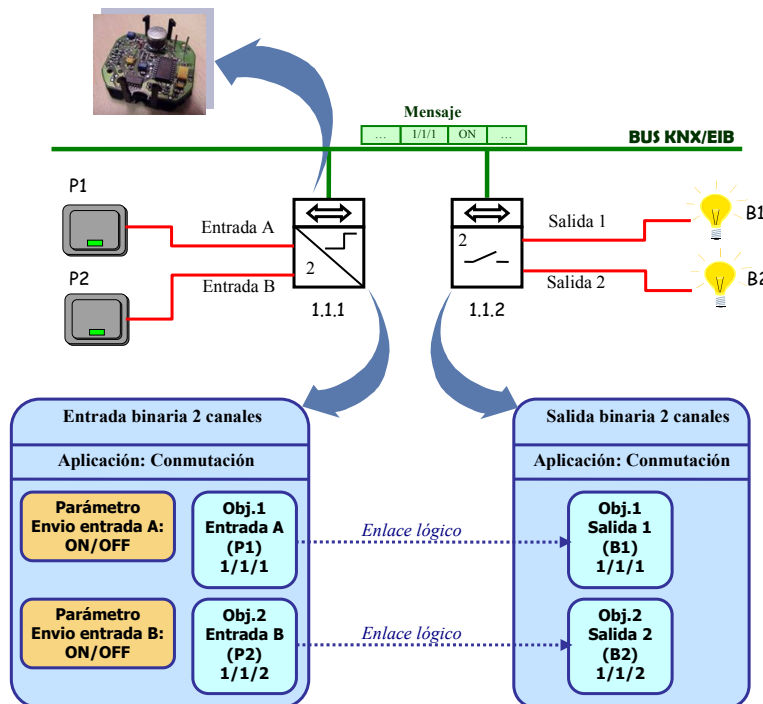 Mensaje
... 1/1/1 ON ...
BUS KNX/EIB
P1
Entrada A
2
P2
Entrada B
1.1.1
2
Salida 1
B1
Salida 2
B2
1.1.2
Entrada binaria 2 canales
Aplicación: Conmutación
Parámetro
Envio entrada A:
ON/OFF
Obj.1
Entrada A
(P1)
1/1/1
Enlace lógico
Parámetro
Envio entrada B:
ON/OFF
Obj.2
Entrada B
(P2)
1/1/2
Enlace lógico
Salida binaria 2 canales
Aplicación: Conmutación
Obj.1
Salida 1
(B1)
1/1/1
Obj.2
Salida 2
(B2)
1/1/2